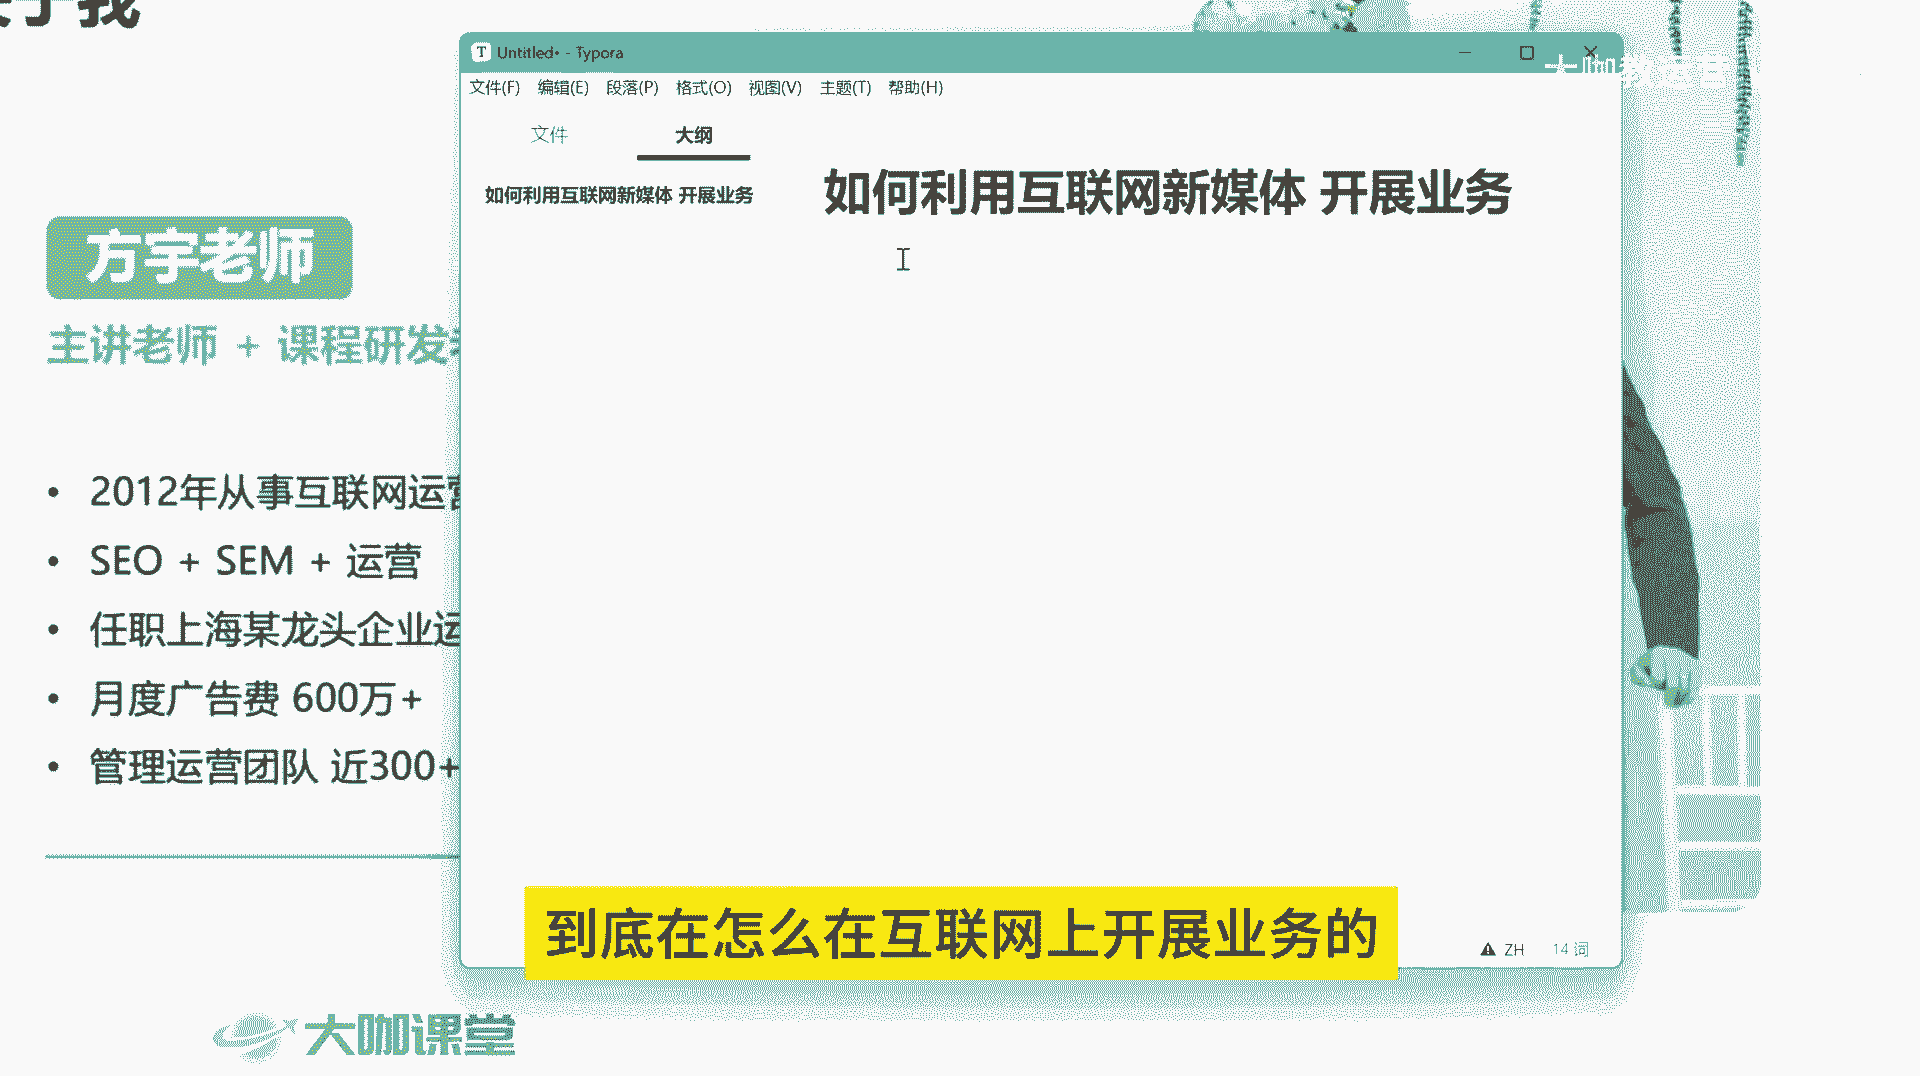 于我
Untitled• - Typora
大咖教运营
文件(F) 编辑(E) 段落(P) 格式(O) 视图(V) 主题(T) 帮助(H)
文件 大纲
如何利用互联网新媒体 开展业务
如何利用互联网新媒体 开展业务
方宇老师
主讲老师 + 课程研发
2012年从事互联网运营
SEO + SEM + 运营
任职上海某龙头企业运
月度广告费 600万+
管理运营团队 近300+
到底在怎么在互联网上开展业务的
ZH 14 词
大咖课堂